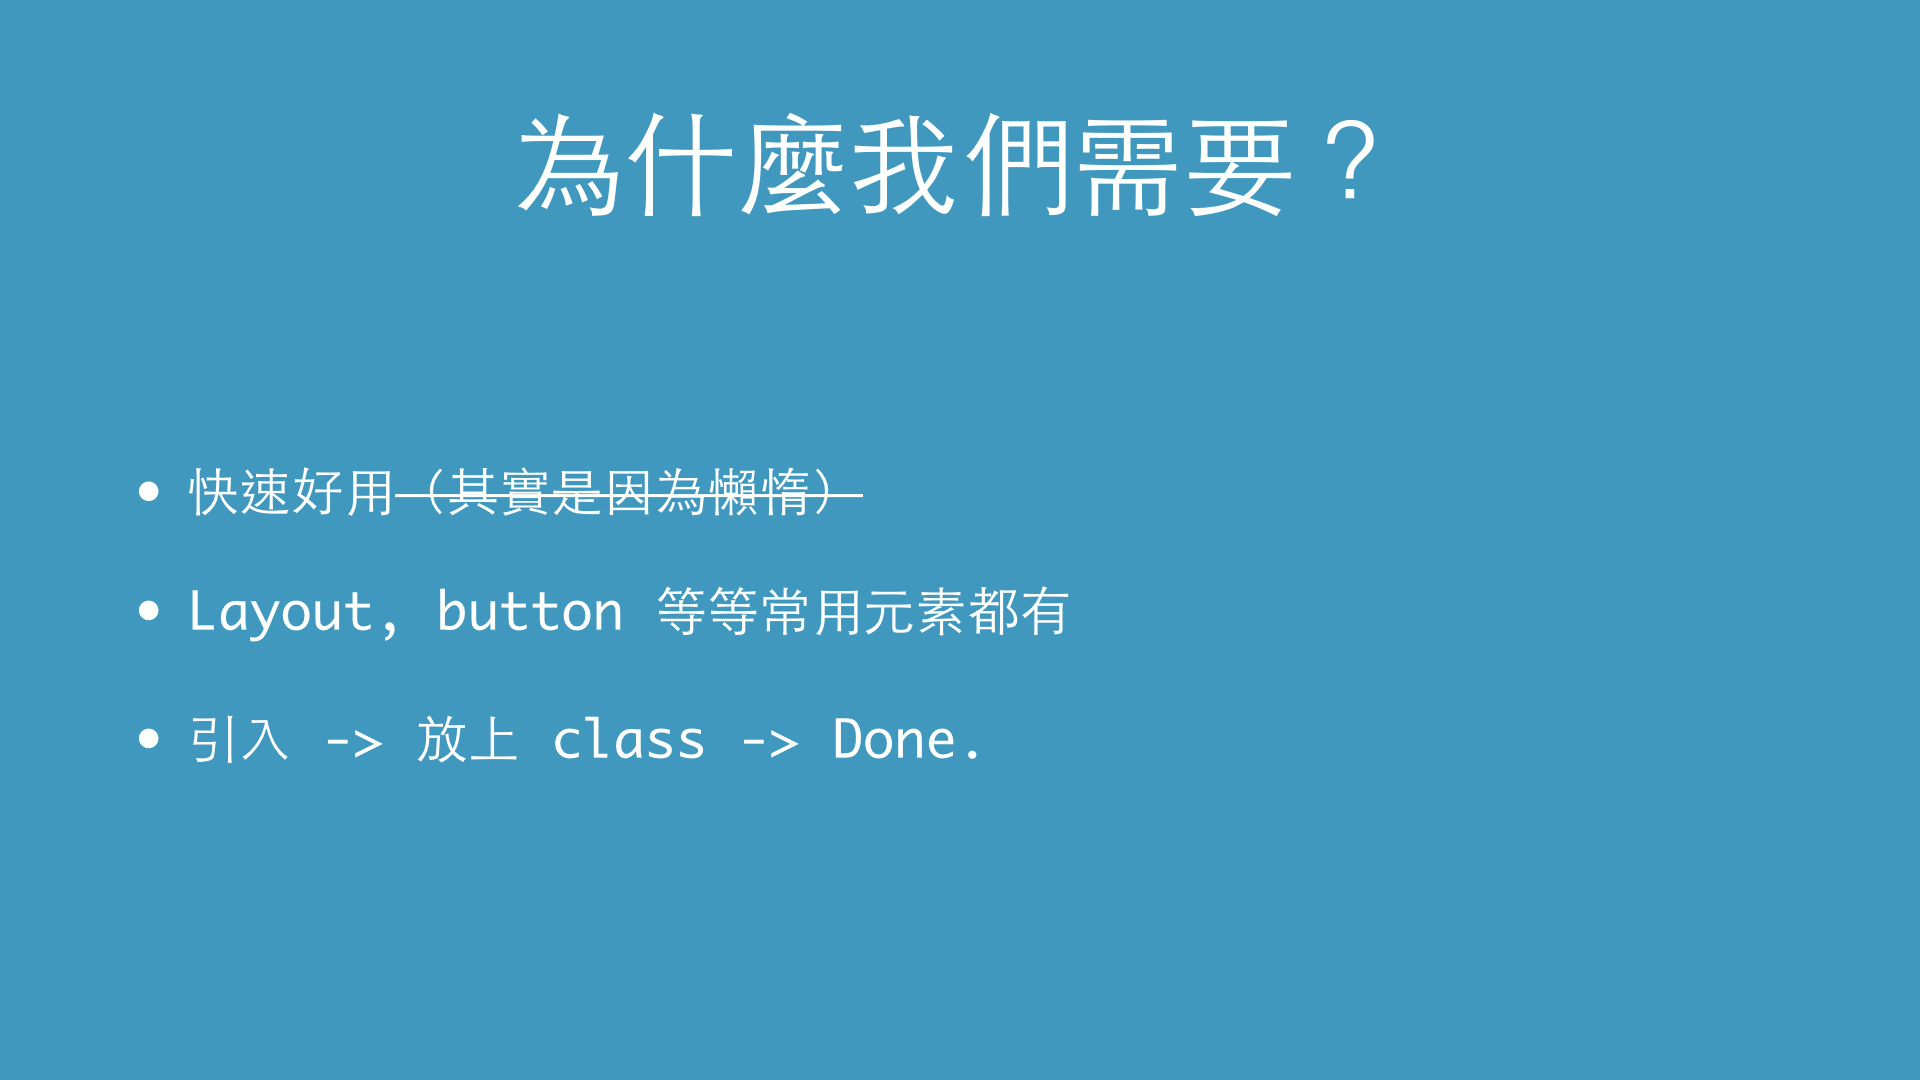 為什麼我們需要？
• 快速好用（其實是因為懶惰）
• Layout, button 等等常用元素都有
• 引入 -> 放上 class -> Done.